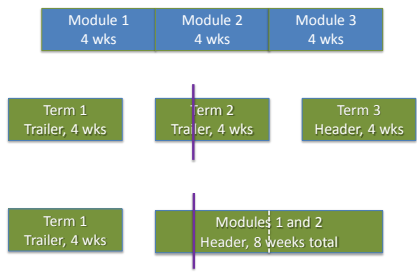 Module 1
4 wks
Module 2
4 wks
Module 3
4 wks
Term 1
Trailer, 4 wks
Term 2
Trailer, 4 wks
Term 3
Header, 4 wks
Term 1
Trailer, 4 wks
Modules 1 and 2
Header, 8 weeks total